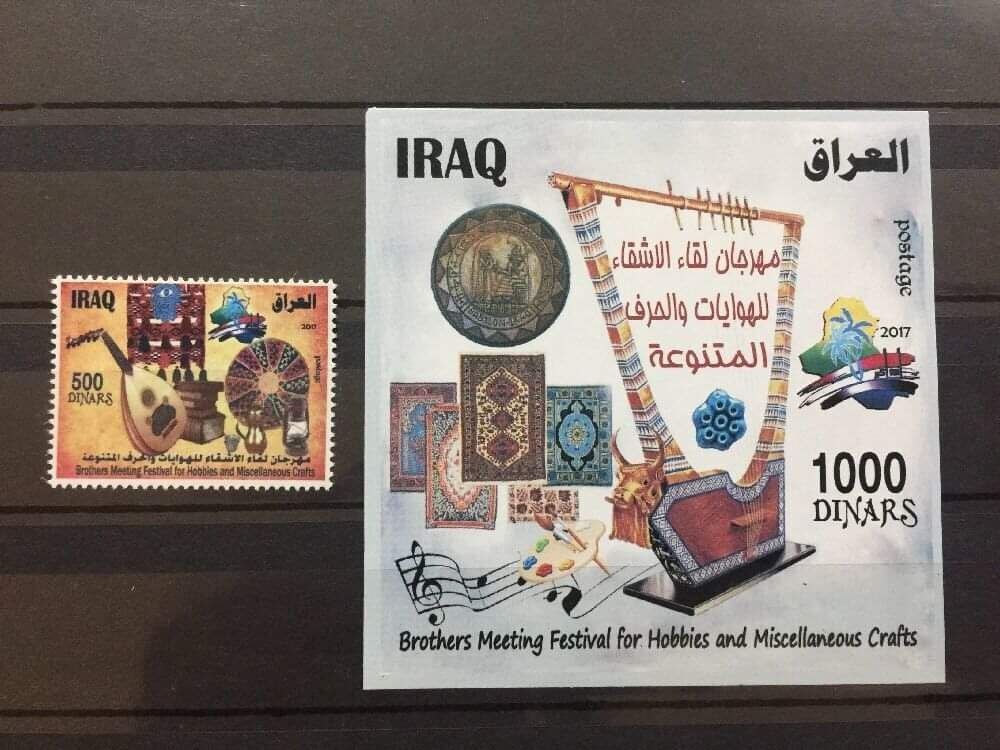 IRAQ
العراق
2017
postage
500
DINARS
مهرجان لقاء الاشقاء للهوايات والحرف المتنوعة
Brothers Meeting Festival for Hobbies and Miscellaneous Crafts
IRAQ
العراق
postage
مهرجان لقاء الاشقاء
للهوايات والحرف
المتنوعة
2017
1000
DINARS
Brothers Meeting Festival for Hobbies and Miscellaneous Crafts